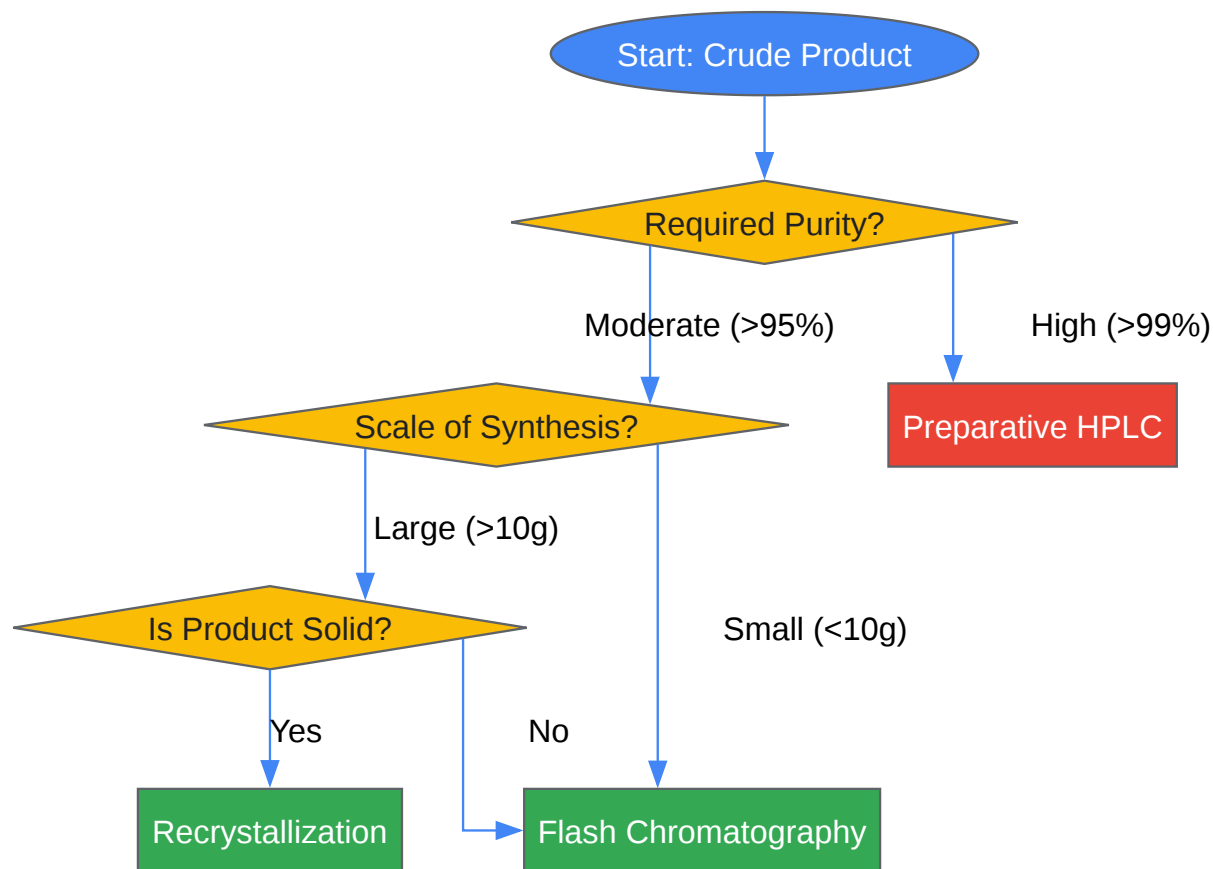 Start: Crude Product
Required Purity?
Moderate (>95%)
High (>99%)
Scale of Synthesis?
Preparative HPLC
Large (>10g)
Is Product Solid?
Small (<10g)
Yes
No
Recrystallization
Flash Chromatography